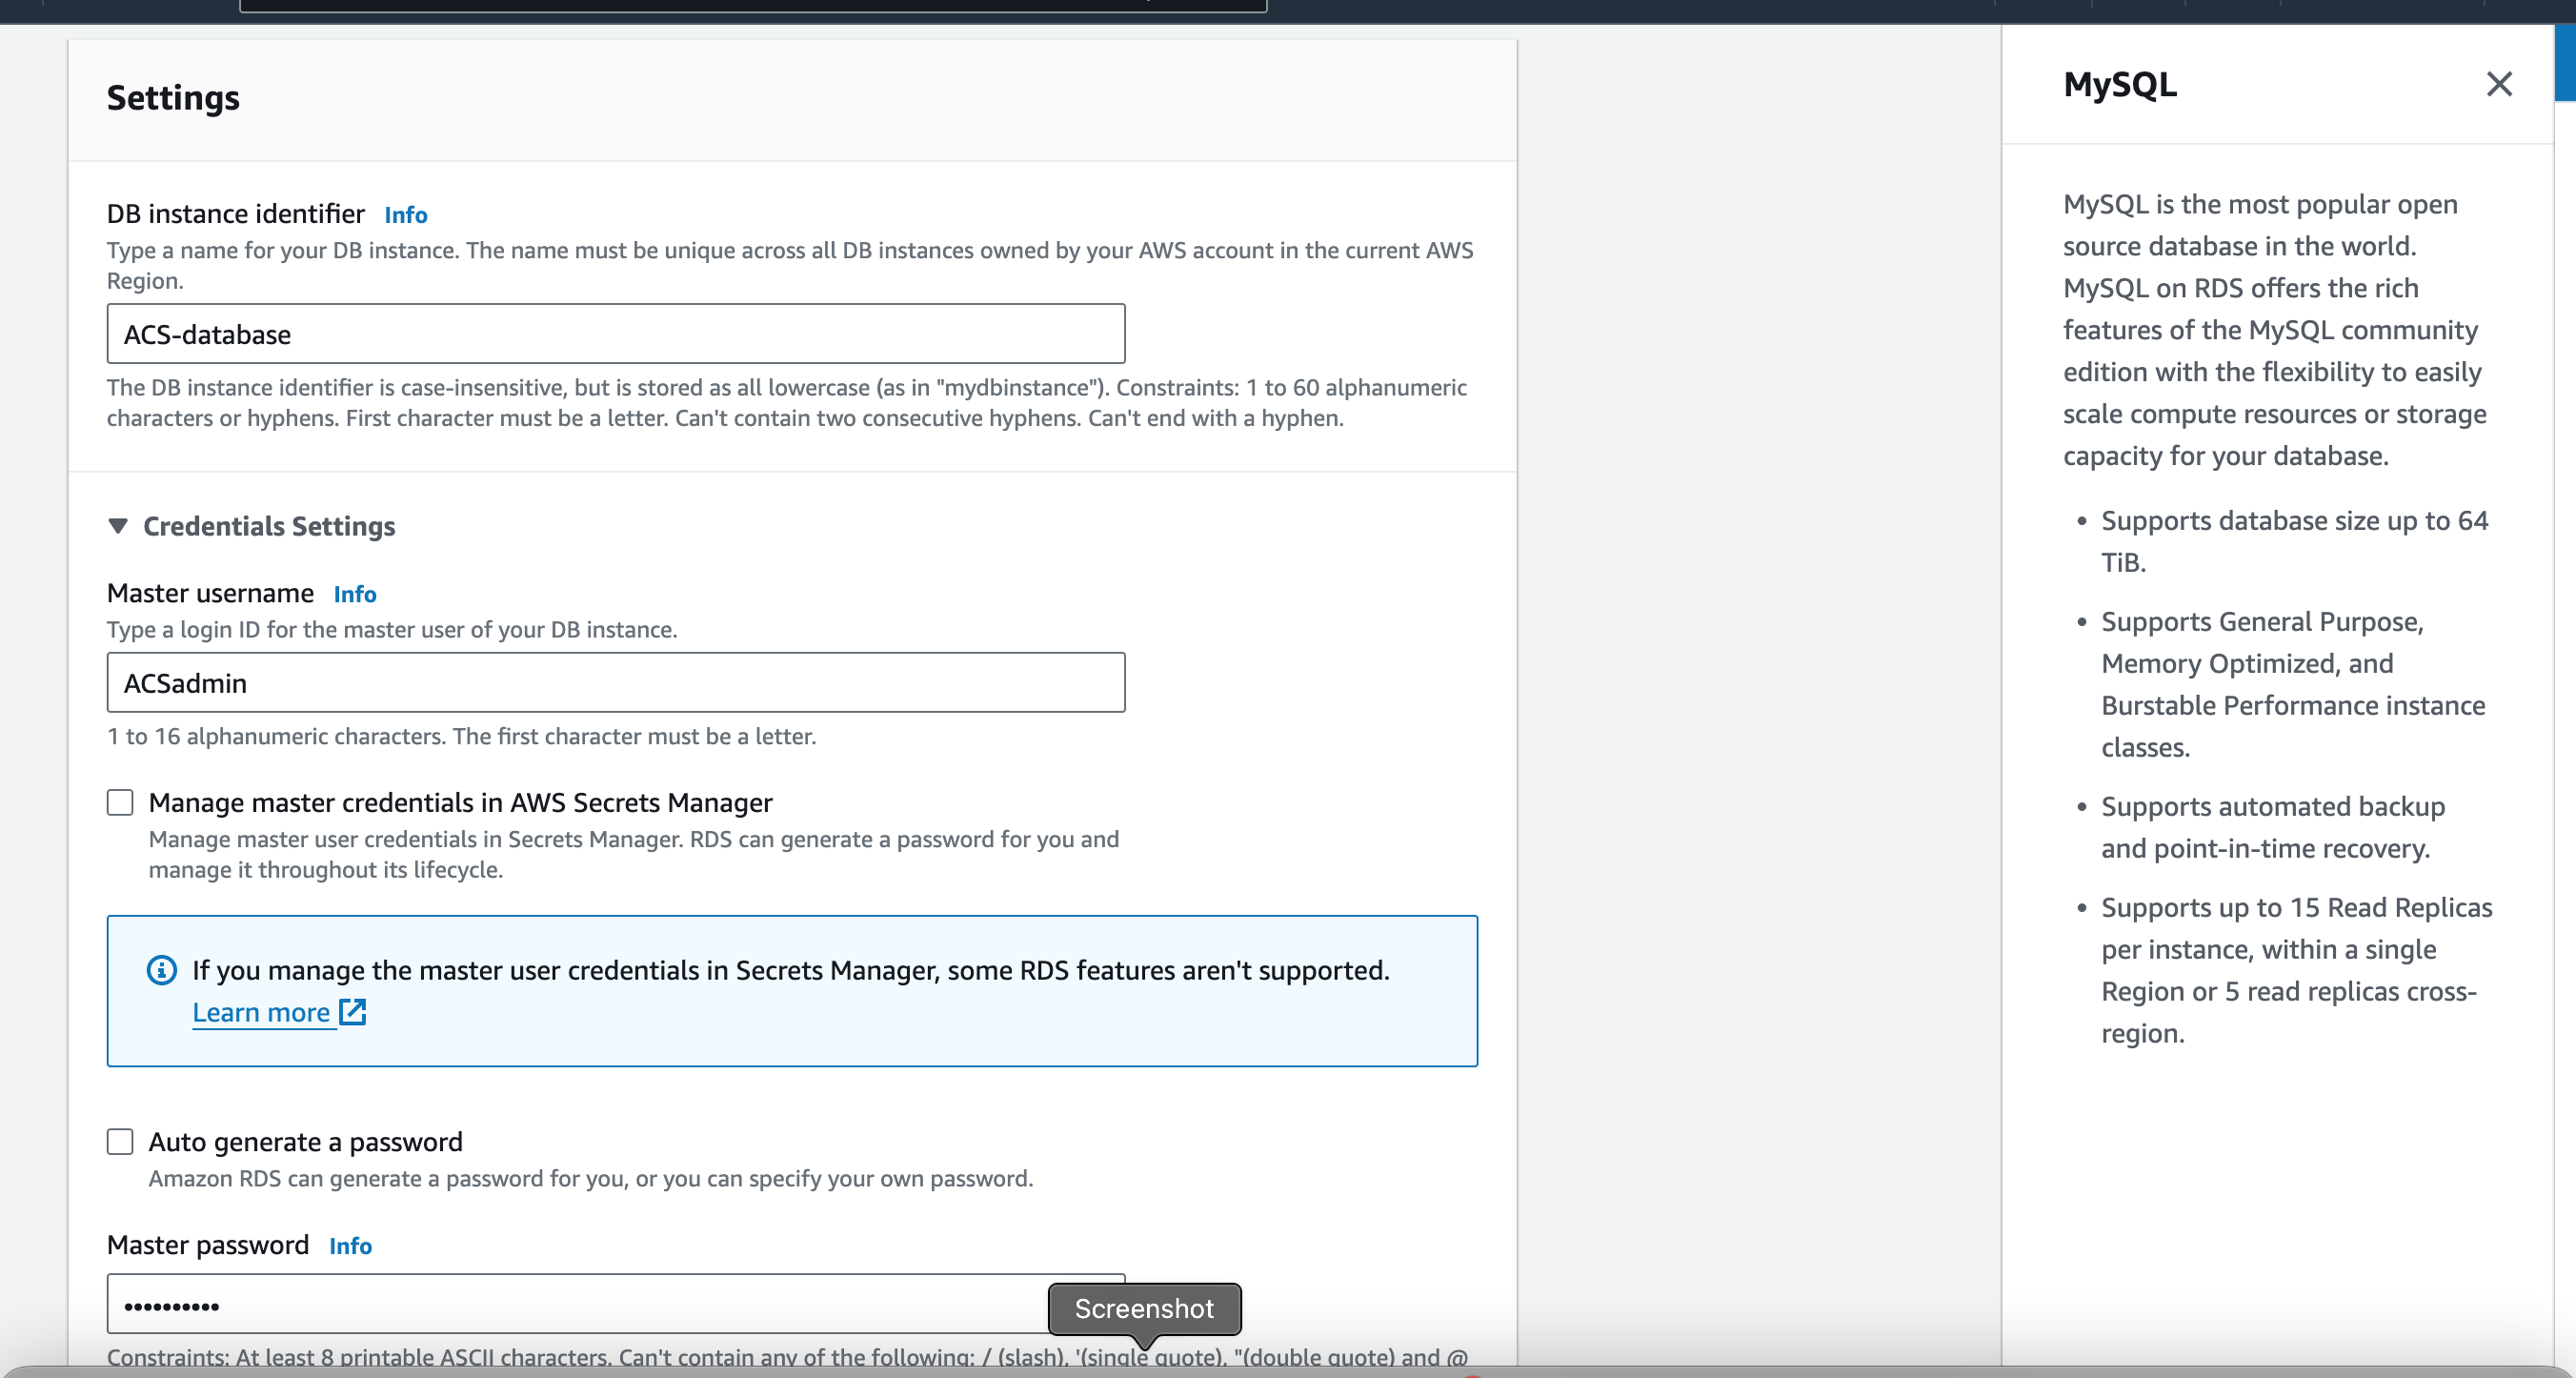 Settings
DB instance identifier Info
Type a name for your DB instance. The name must be unique across all DB instances owned by your AWS account in the current AWS
Region.
ACS-database
The DB instance identifier is case-insensitive, but is stored as all lowercase (as in "mydbinstance"). Constraints: 1 to 60 alphanumeric
characters or hyphens. First character must be a letter. Can't contain two consecutive hyphens. Can't end with a hyphen.
Credentials Settings
Master username Info
Type a login ID for the master user of your DB instance.
ACSadmin
1 to 16 alphanumeric characters. The first character must be a letter.
Manage master credentials in AWS Secrets Manager
Manage master user credentials in Secrets Manager. RDS can generate a password for you and
manage it throughout its lifecycle.
If you manage the master user credentials in Secrets Manager, some RDS features aren't supported.
Learn more
Auto generate a password
Amazon RDS can generate a password for you, or you can specify your own password.
Master password Info
••••••••••
Screenshot
Constraints: At least 8 printable ASCII characters. Can't contain any of the following: / (slash), '(single quote), "(double quote) and @
MySQL
MySQL is the most popular open
source database in the world.
MySQL on RDS offers the rich
features of the MySQL community
edition with the flexibility to easily
scale compute resources or storage
capacity for your database.
• Supports database size up to 64
TiB.
• Supports General Purpose,
Memory Optimized, and
Burstable Performance instance
classes.
• Supports automated backup
and point-in-time recovery.
• Supports up to 15 Read Replicas
per instance, within a single
Region or 5 read replicas cross-
region.